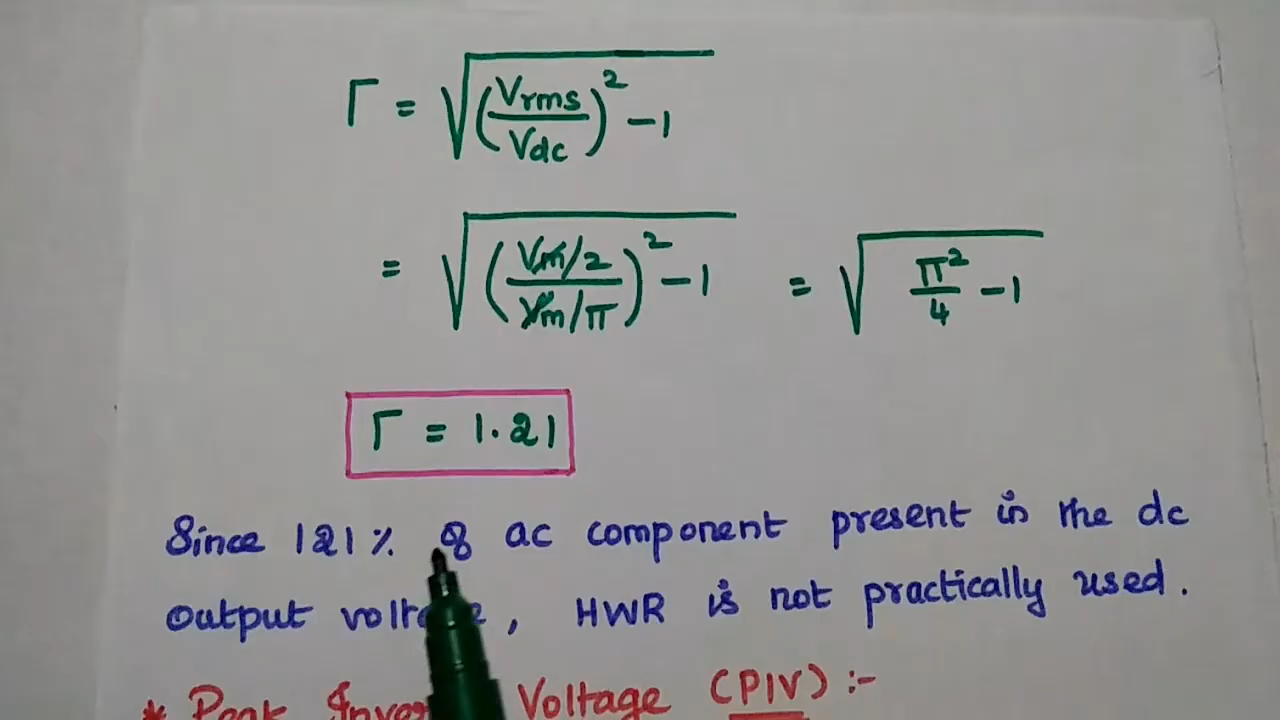 Γ = √((Vrms/Vdc)² - 1)
= √(((Vm/2)/(Vm/π))² - 1) = √(π²/4 - 1)
Γ = 1.21
Since 121% of ac component present in the dc
output voltage, HWR is not practically used.
* Peak Voltage (PIV) :-